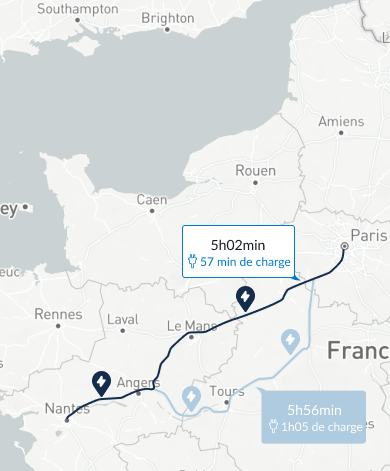 Southampton
Brighton
Amiens
Rouen
Caen
ey
Paris
5h02min
57 min de charge
euc
Rennes
Laval
Le Mans
Franc
Angers
Nantes
Tours
5h56min
1h05 de charge